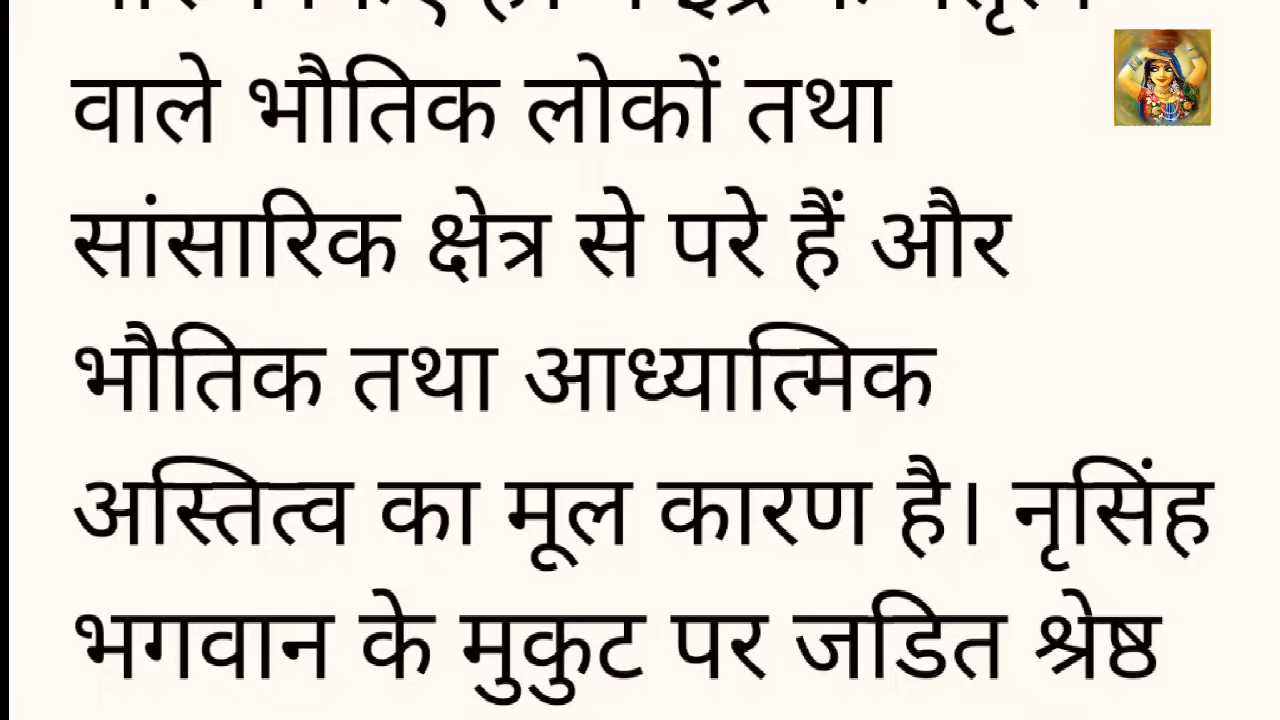 वाले भौतिक लोकों तथा
सांसारिक क्षेत्र से परे हैं और
भौतिक तथा आध्यात्मिक
अस्तित्व का मूल कारण है। नृसिंह
भगवान के मुकुट पर जडित श्रेष्ठ